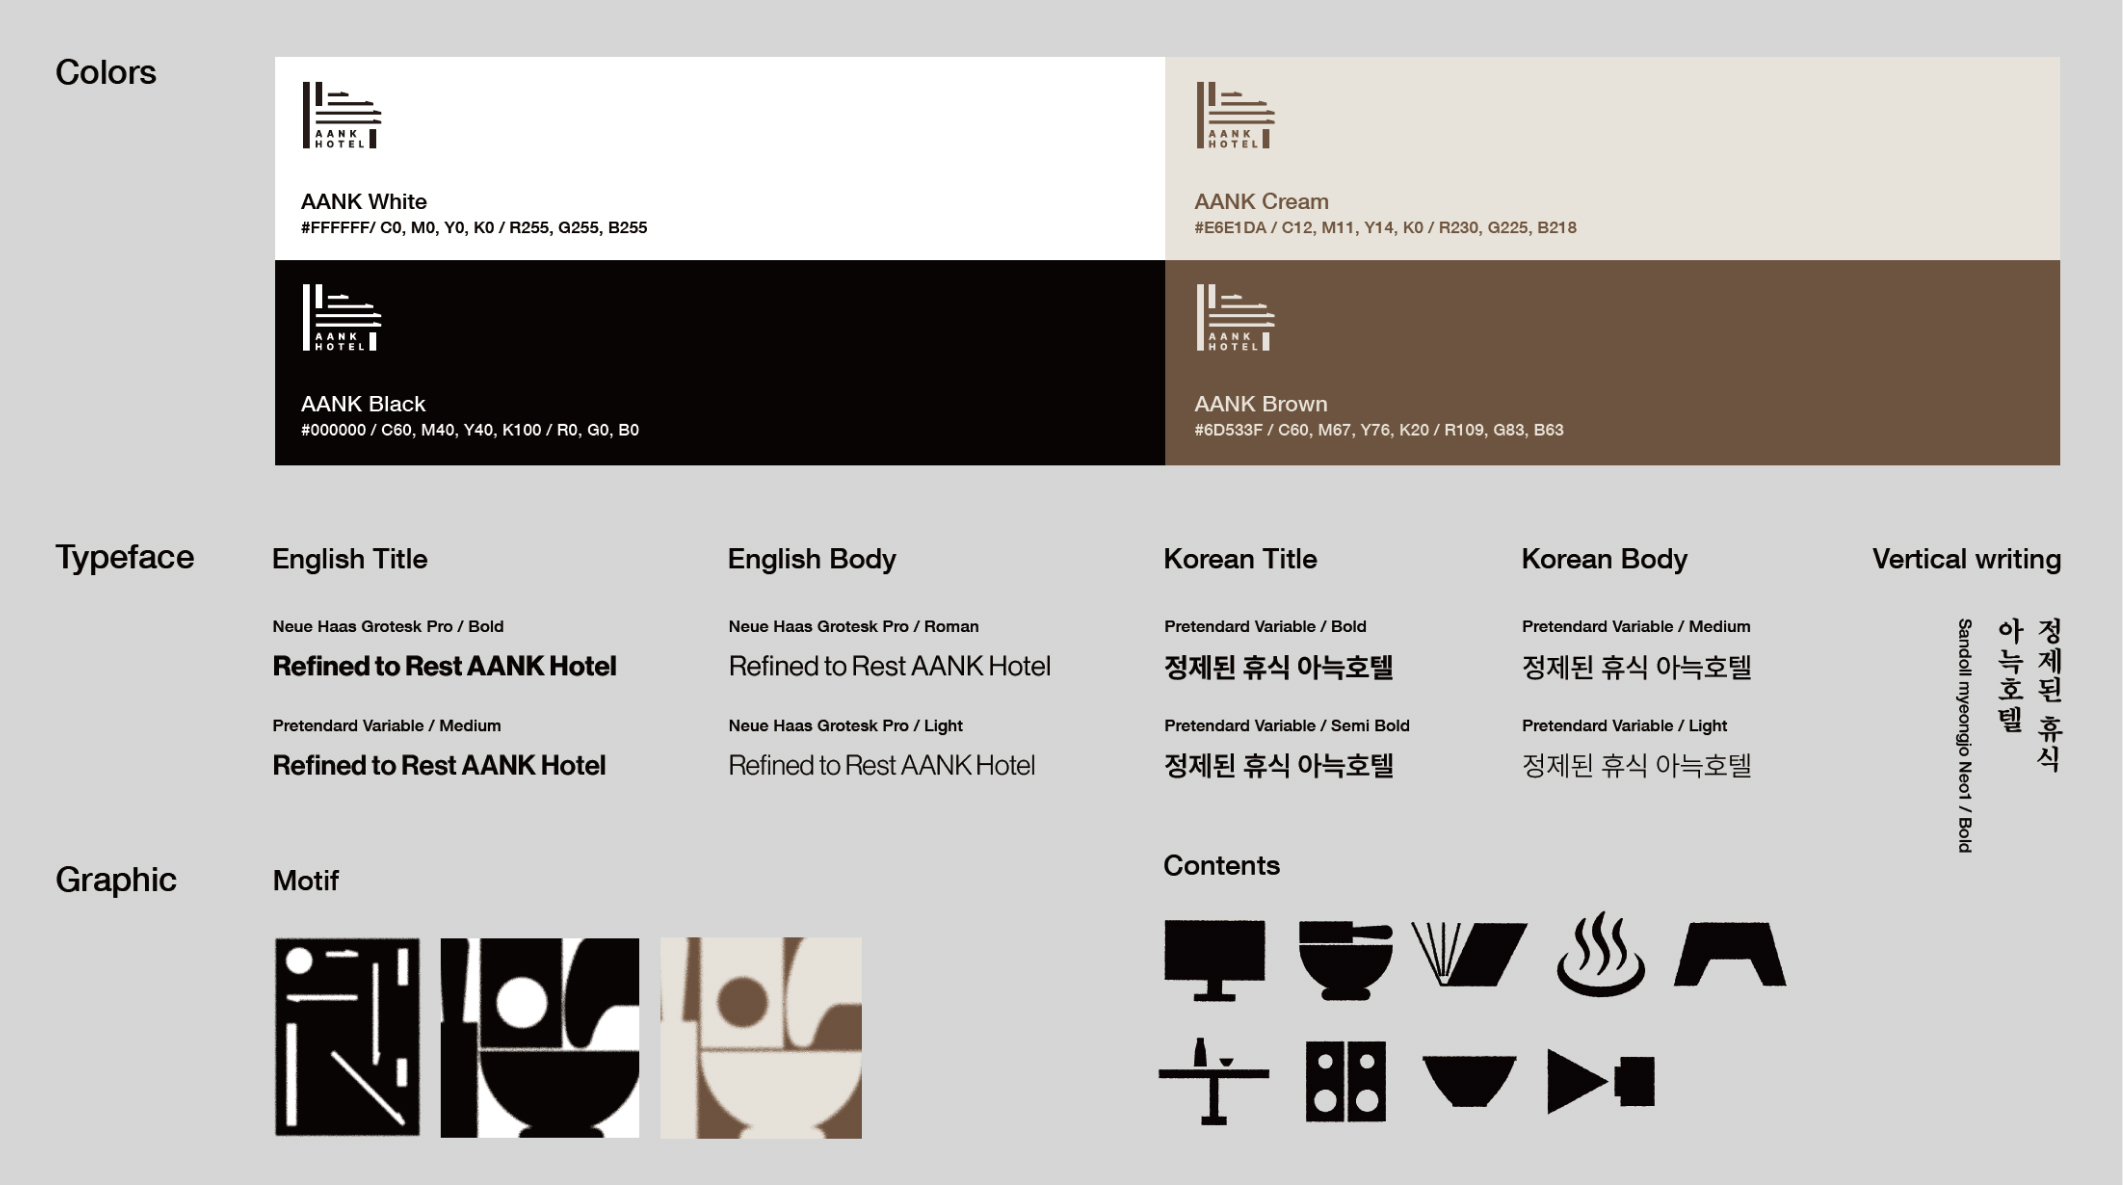 Colors
AANK
HOTEL
AANK White
#FFFFFF/ C0, M0, Y0, K0 / R255, G255, B255
AANK
HOTEL
AANK Cream
#E6E1DA / C12, M11, Y14, K0 / R230, G225, B218
AANK
HOTEL
AANK Black
#000000 / C60, M40, Y40, K100 / R0, G0, B0
AANK
HOTEL
AANK Brown
#6D533F / C60, M67, Y76, K20 / R109, G83, B63
Typeface
English Title
Neue Haas Grotesk Pro / Bold
Refined to Rest AANK Hotel
Pretendard Variable / Medium
Refined to Rest AANK Hotel
English Body
Neue Haas Grotesk Pro / Roman
Refined to Rest AANK Hotel
Neue Haas Grotesk Pro / Light
Refined to Rest AANK Hotel
Korean Title
Pretendard Variable / Bold
정제된 휴식 아늑호텔
Pretendard Variable / Semi Bold
정제된 휴식 아늑호텔
Korean Body
Pretendard Variable / Medium
정제된 휴식 아늑호텔
Pretendard Variable / Light
정제된 휴식 아늑호텔
Vertical writing
정제된 휴식
아늑호텔
Sandoll myeongjo Neo1 / Bold
Graphic
Motif
Contents